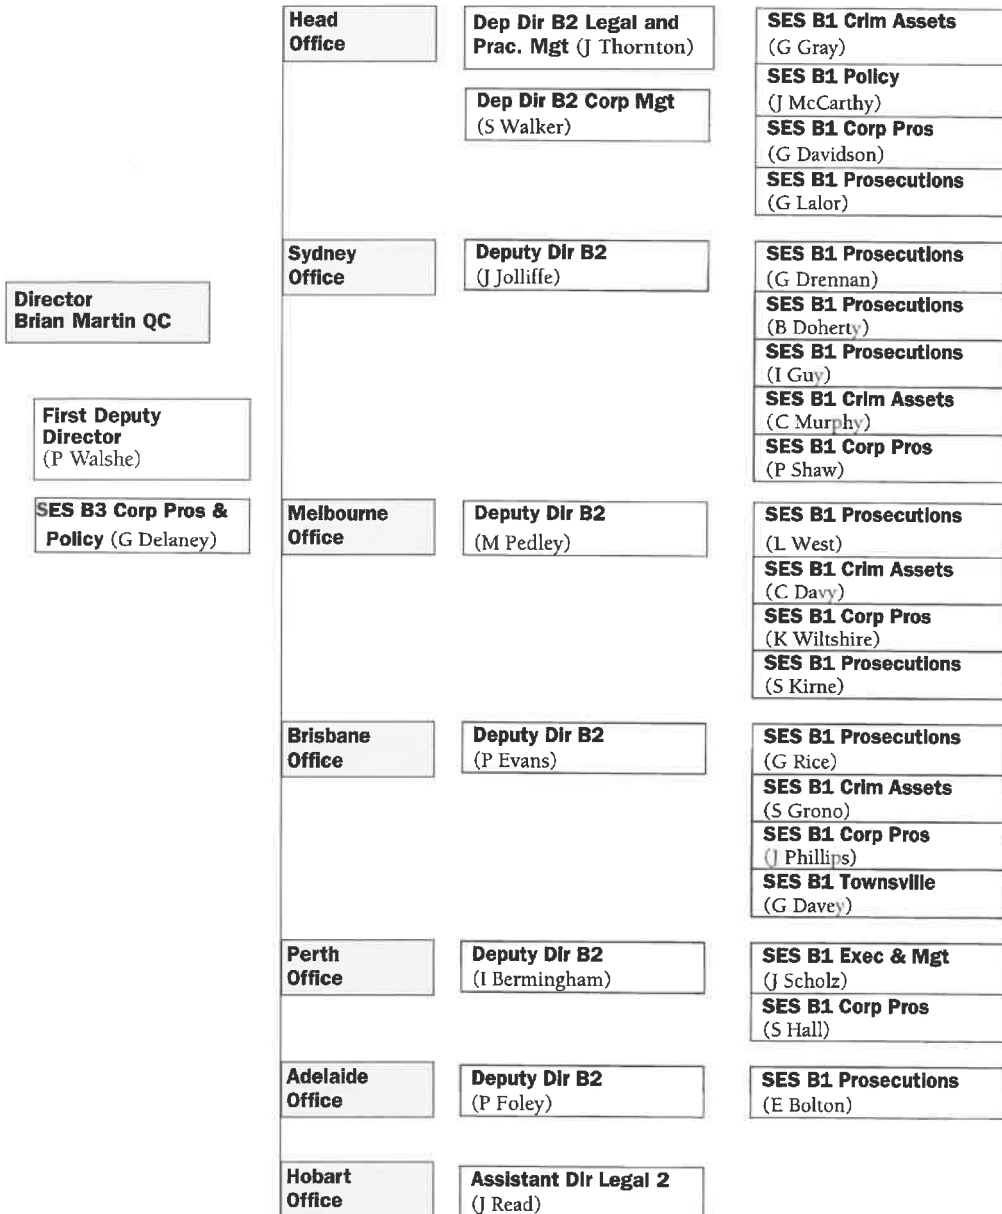 Director
Brian Martin QC
First Deputy
Director
(P Walshe)
SES B3 Corp Pros &
Policy (G Delaney)
Head
Office
Dep Dir B2 Legal and
Prac. Mgt (J Thornton)
Dep Dir B2 Corp Mgt
(S Walker)
SES B1 Crim Assets
(G Gray)
SES B1 Policy
(J McCarthy)
SES B1 Corp Pros
(G Davidson)
SES B1 Prosecutions
(G Lalor)
Sydney
Office
Deputy Dir B2
(J Jolliffe)
SES B1 Prosecutions
(G Drennan)
SES B1 Prosecutions
(B Doherty)
SES B1 Prosecutions
(I Guy)
SES B1 Crim Assets
(C Murphy)
SES B1 Corp Pros
(P Shaw)
Melbourne
Office
Deputy Dir B2
(M Pedley)
SES B1 Prosecutions
(L West)
SES B1 Crim Assets
(C Davy)
SES B1 Corp Pros
(K Wiltshire)
SES B1 Prosecutions
(S Kirne)
Brisbane
Office
Deputy Dir B2
(P Evans)
SES B1 Prosecutions
(G Rice)
SES B1 Crim Assets
(S Grono)
SES B1 Corp Pros
(J Phillips)
SES B1 Townsville
(G Davey)
Perth
Office
Deputy Dir B2
(I Bermingham)
SES B1 Exec & Mgt
(J Scholz)
SES B1 Corp Pros
(S Hall)
Adelaide
Office
Deputy Dir B2
(P Foley)
SES B1 Prosecutions
(E Bolton)
Hobart
Office
Assistant Dir Legal 2
(J Read)